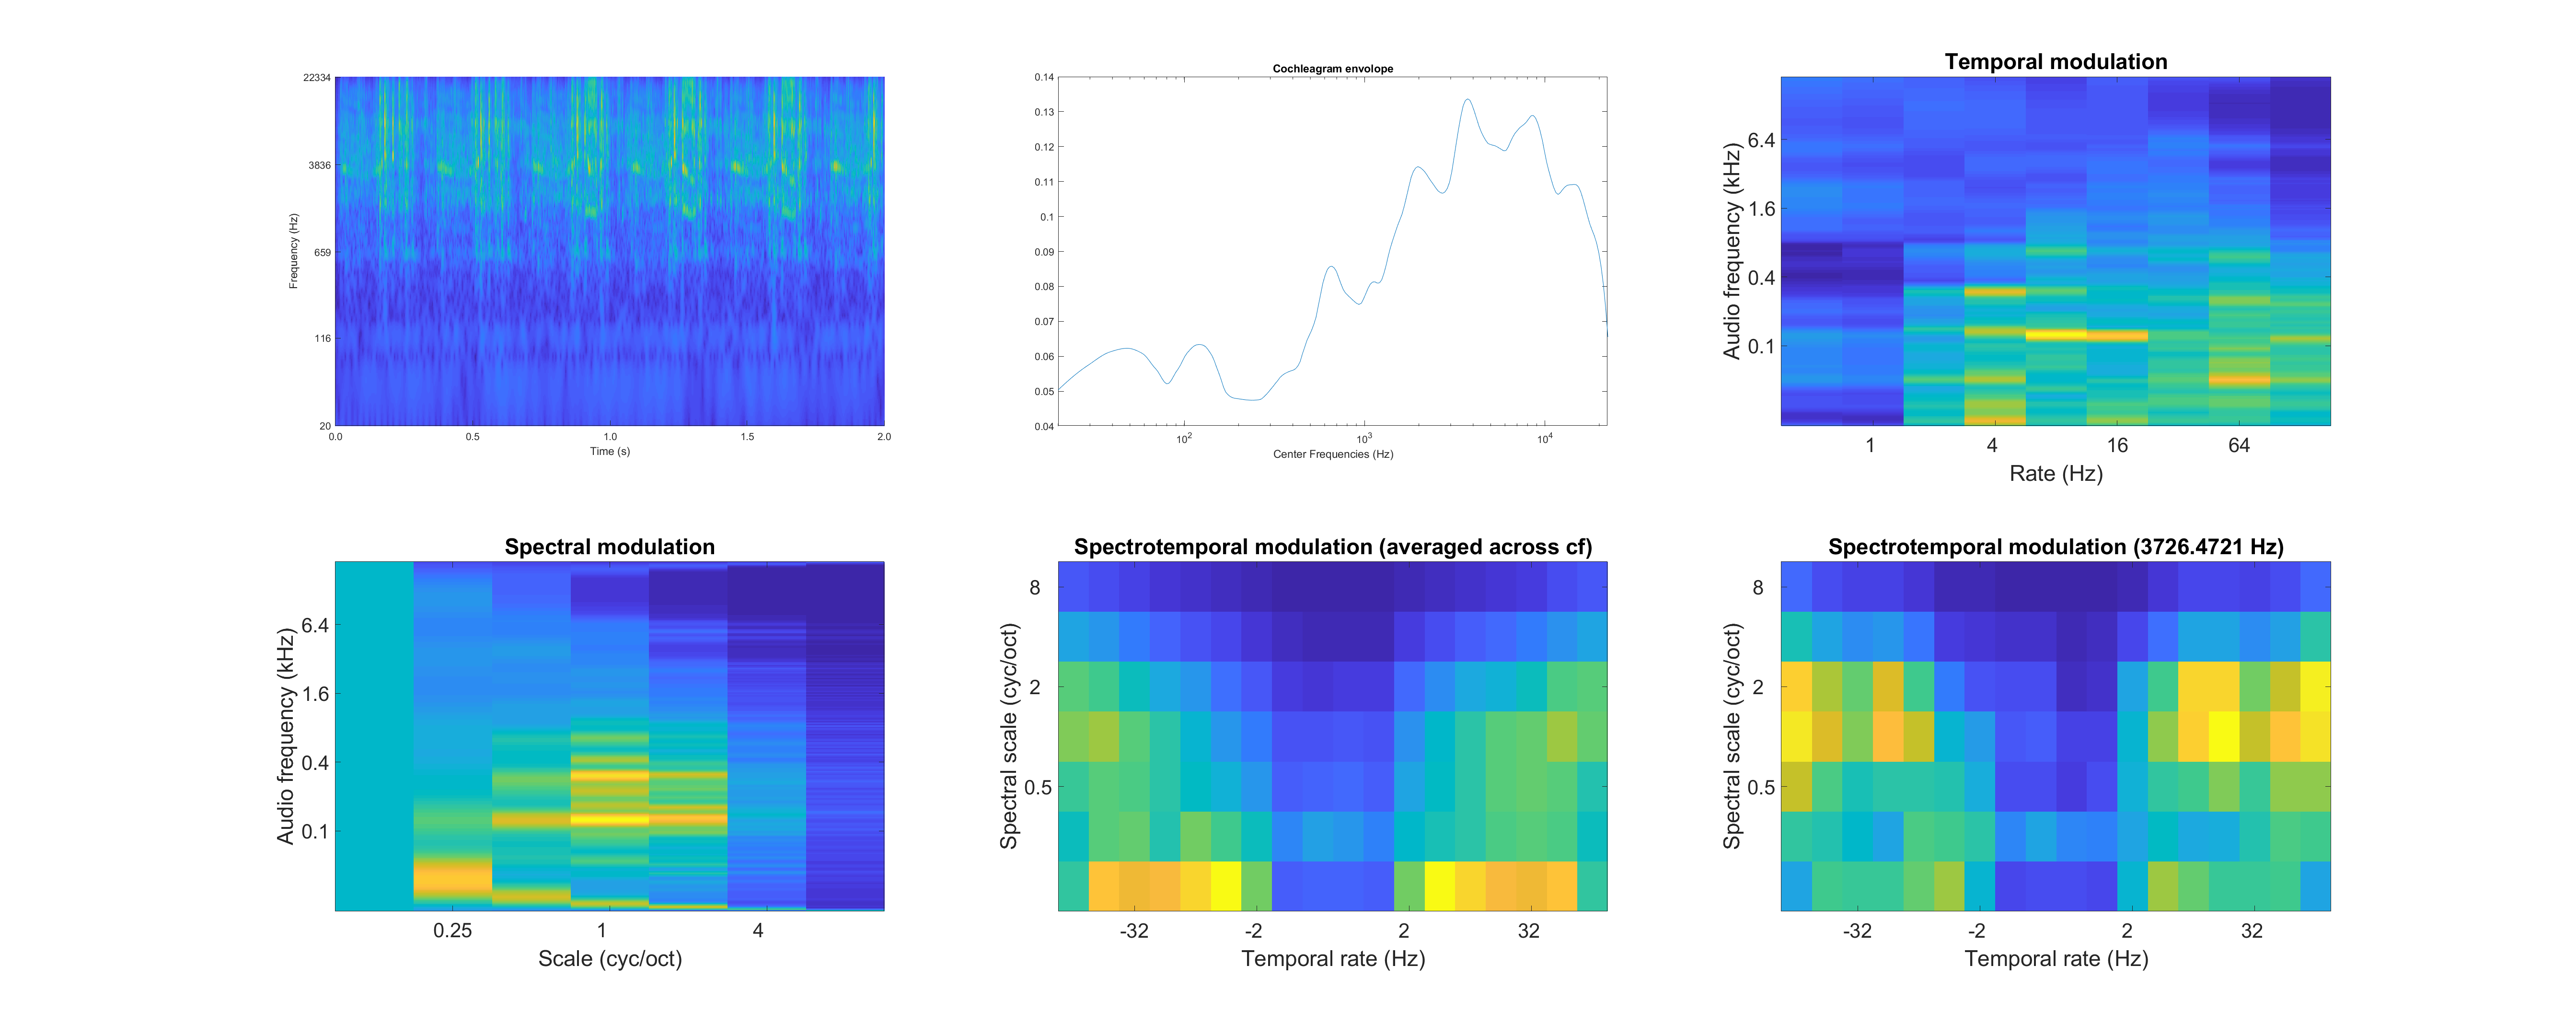 22334
3836
659
116
20
Frequency (Hz)
0.0 0.5 1.0 1.5 2.0
Time (s)
Cochleagram envolope
0.14
0.13
0.12
0.11
0.1
0.09
0.08
0.07
0.06
0.05
0.04
10² 10³ 10⁴
Center Frequencies (Hz)
Temporal modulation
6.4
1.6
0.4
0.1
Audio frequency (kHz)
1 4 16 64
Rate (Hz)
Spectral modulation
6.4
1.6
0.4
0.1
Audio frequency (kHz)
0.25 1 4
Scale (cyc/oct)
Spectrotemporal modulation (averaged across cf)
8
2
0.5
Spectral scale (cyc/oct)
-32 -2 2 32
Temporal rate (Hz)
Spectrotemporal modulation (3726.4721 Hz)
8
2
0.5
Spectral scale (cyc/oct)
-32 -2 2 32
Temporal rate (Hz)